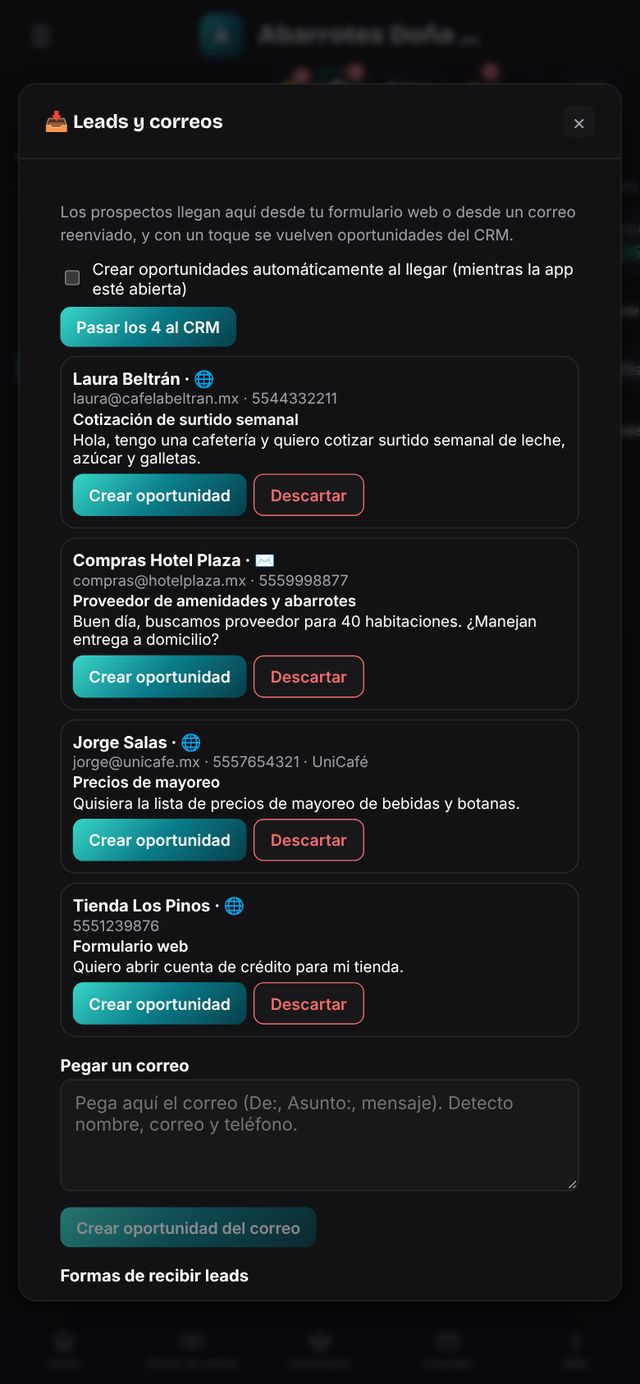 Abarrotes Doña ...
📥 Leads y correos
×
Los prospectos llegan aquí desde tu formulario web o desde un correo
reenviado, y con un toque se vuelven oportunidades del CRM.
Crear oportunidades automáticamente al llegar (mientras la app
esté abierta)
Pasar los 4 al CRM
Laura Beltrán · 🌐
laura@cafelabeltran.mx · 5544332211
Cotización de surtido semanal
Hola, tengo una cafetería y quiero cotizar surtido semanal de leche,
azúcar y galletas.
Crear oportunidad Descartar
Compras Hotel Plaza · ✉️
compras@hotelplaza.mx · 5559998877
Proveedor de amenidades y abarrotes
Buen día, buscamos proveedor para 40 habitaciones. ¿Manejan
entrega a domicilio?
Crear oportunidad Descartar
Jorge Salas · 🌐
jorge@unicafe.mx · 5557654321 · UniCafé
Precios de mayoreo
Quisiera la lista de precios de mayoreo de bebidas y botanas.
Crear oportunidad Descartar
Tienda Los Pinos · 🌐
5551239876
Formulario web
Quiero abrir cuenta de crédito para mi tienda.
Crear oportunidad Descartar
Pegar un correo
Pega aquí el correo (De:, Asunto:, mensaje). Detecto
nombre, correo y teléfono.
Crear oportunidad del correo
Formas de recibir leads